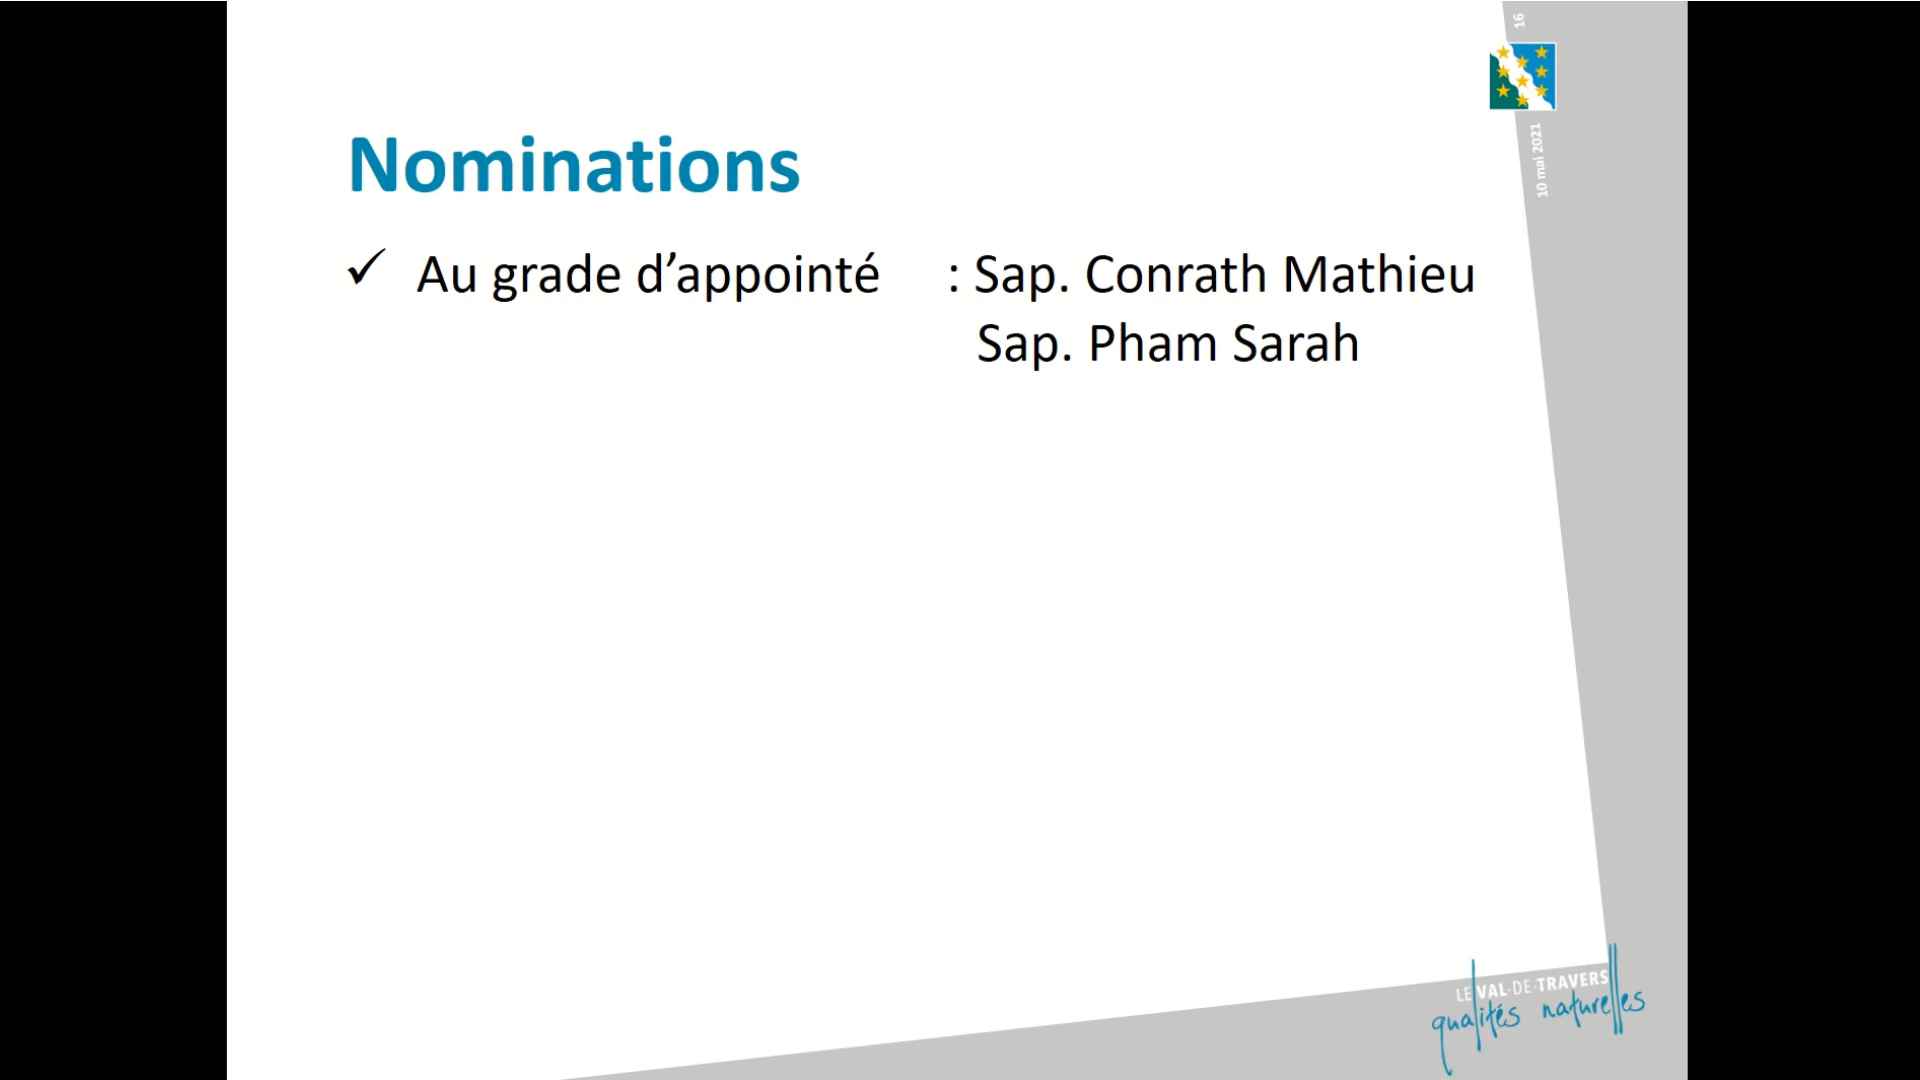 16
10 mai 2021
Nominations
✓ Au grade d’appointé : Sap. Conrath Mathieu
Sap. Pham Sarah
LE VAL-DE-TRAVERS
qualités naturelles